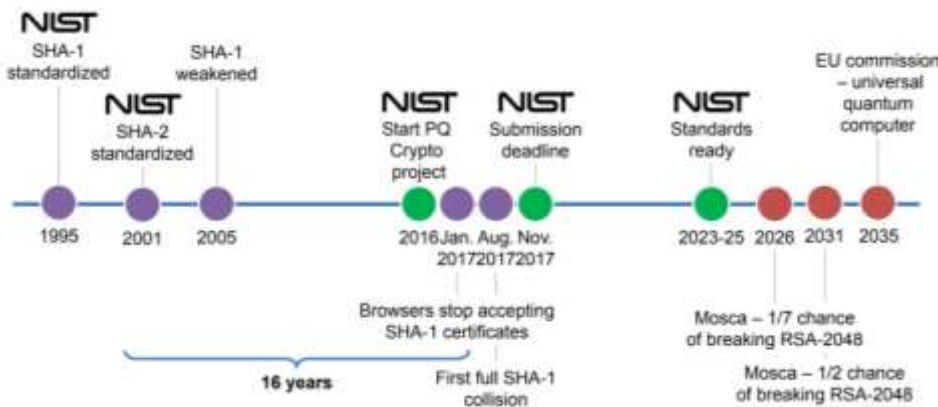 NIST
SHA-1
standardized
SHA-1
weakened
NIST
SHA-2
standardized
NIST
Start PQ
Crypto
project
NIST
Submission
deadline
NIST
Standards
ready
EU commission
– universal
quantum
computer
1995
2001
2005
2016
Jan.
2017
Aug.
2017
Nov.
2017
2023-25
2026
2031
2035
Browsers stop accepting
SHA-1 certificates
16 years
First full SHA-1
collision
Mosca – 1/7 chance
of breaking RSA-2048
Mosca – 1/2 chance
of breaking RSA-2048